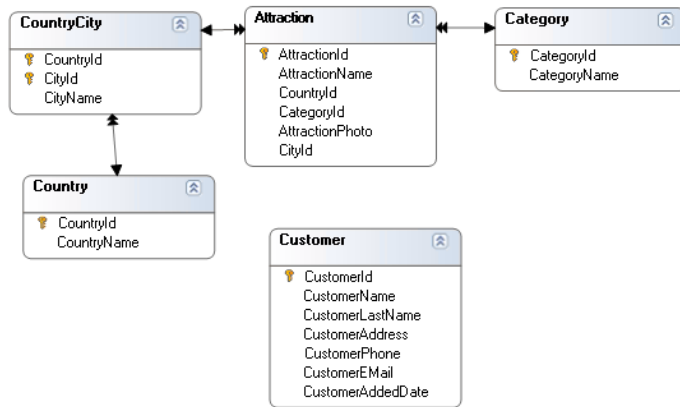 CountryCity
CountryId
CityId
CityName
Attraction
AttractionId
AttractionName
CountryId
CategoryId
AttractionPhoto
CityId
Category
CategoryId
CategoryName
Country
CountryId
CountryName
Customer
CustomerId
CustomerName
CustomerLastName
CustomerAddress
CustomerPhone
CustomerEMail
CustomerAddedDate